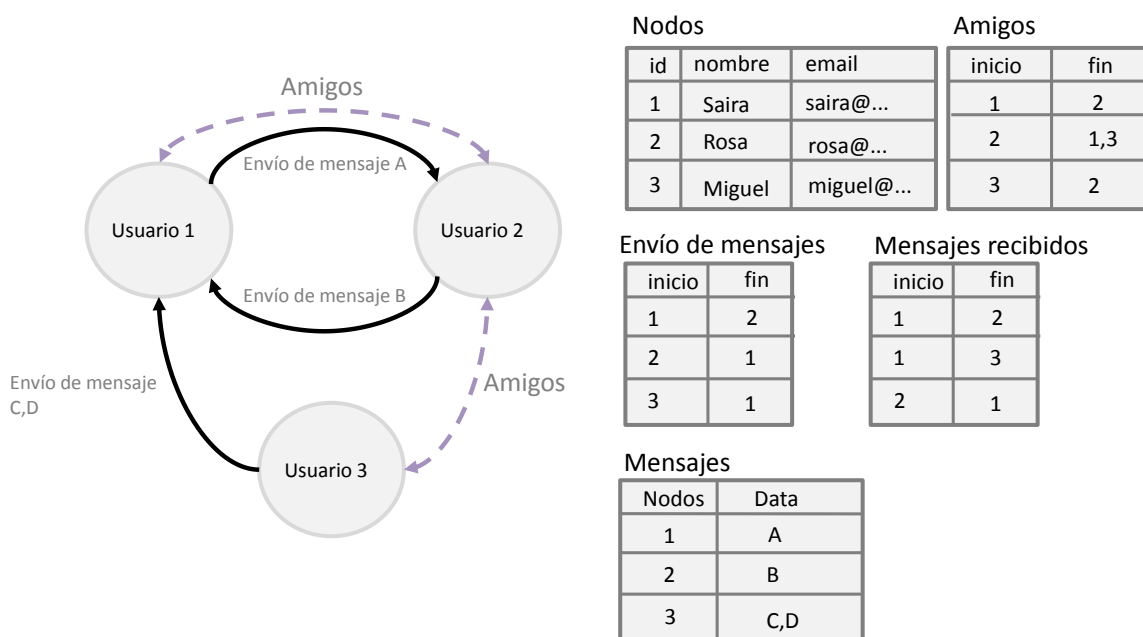 Amigos
Envío de mensaje A
Usuario 1
Usuario 2
Envío de mensaje B
Envío de mensaje
C,D
Amigos
Usuario 3
Nodos
id nombre email
1 Saira saira@...
2 Rosa rosa@...
3 Miguel miguel@...
Amigos
inicio fin
1 2
2 1,3
3 2
Envío de mensajes
inicio fin
1 2
2 1
3 1
Mensajes recibidos
inicio fin
1 2
1 3
2 1
Mensajes
Nodos Data
1 A
2 B
3 C,D